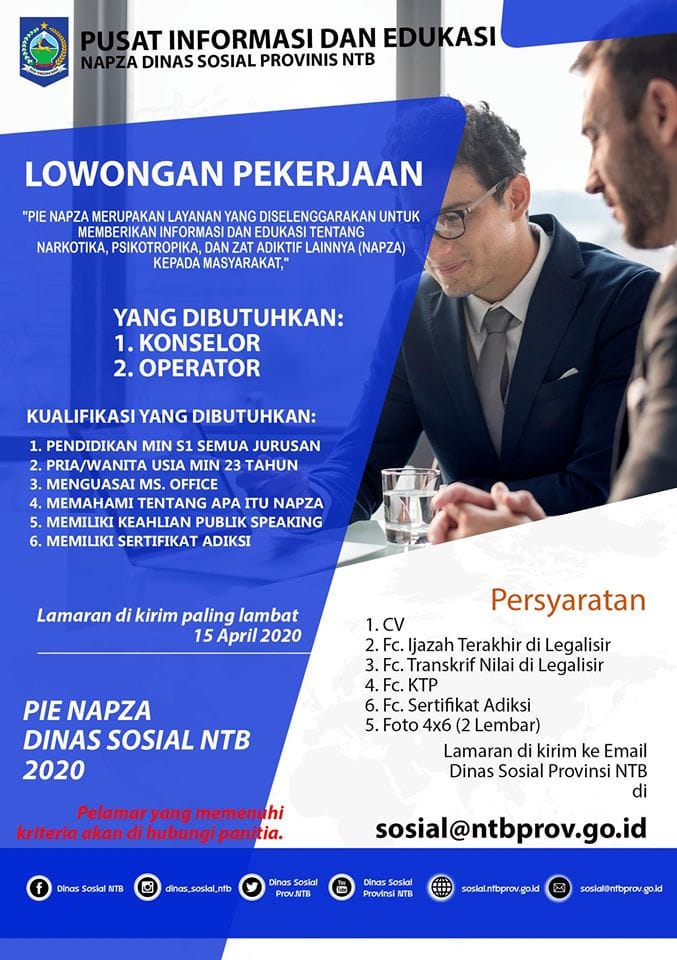 PUSAT INFORMASI DAN EDUKASI
NAPZA DINAS SOSIAL PROVINIS NTB
LOWONGAN PEKERJAAN
"PIE NAPZA MERUPAKAN LAYANAN YANG DISELENGGARAKAN UNTUK
MEMBERIKAN INFORMASI DAN EDUKASI TENTANG
NARKOTIKA, PSIKOTROPIKA, DAN ZAT ADIKTIF LAINNYA (NAPZA)
KEPADA MASYARAKAT,"
YANG DIBUTUHKAN:
1. KONSELOR
2. OPERATOR
KUALIFIKASI YANG DIBUTUHKAN:
1. PENDIDIKAN MIN S1 SEMUA JURUSAN
2. PRIA/WANITA USIA MIN 23 TAHUN
3. MENGUASAI MS. OFFICE
4. MEMAHAMI TENTANG APA ITU NAPZA
5. MEMILIKI KEAHLIAN PUBLIK SPEAKING
6. MEMILIKI SERTIFIKAT ADIKSI
Lamaran di kirim paling lambat
15 April 2020
PIE NAPZA
DINAS SOSIAL NTB
2020
Pelamar yang memenuhi
kriteria akan di hubungi panitia.
Persyaratan
1. CV
2. Fc. Ijazah Terakhir di Legalisir
3. Fc. Transkrif Nilai di Legalisir
4. Fc. KTP
6. Fc. Sertifikat Adiksi
5. Foto 4x6 (2 Lembar)
Lamaran di kirim ke Email
Dinas Sosial Provinsi NTB
di
sosial@ntbprov.go.id
Dinas Sosial NTB
dinas_sosial_ntb
Dinas Sosial
Prov.NTB
Dinas Sosial
Provinsi NTB
sosial.ntbprov.go.id
sosial@ntbprov.go.id